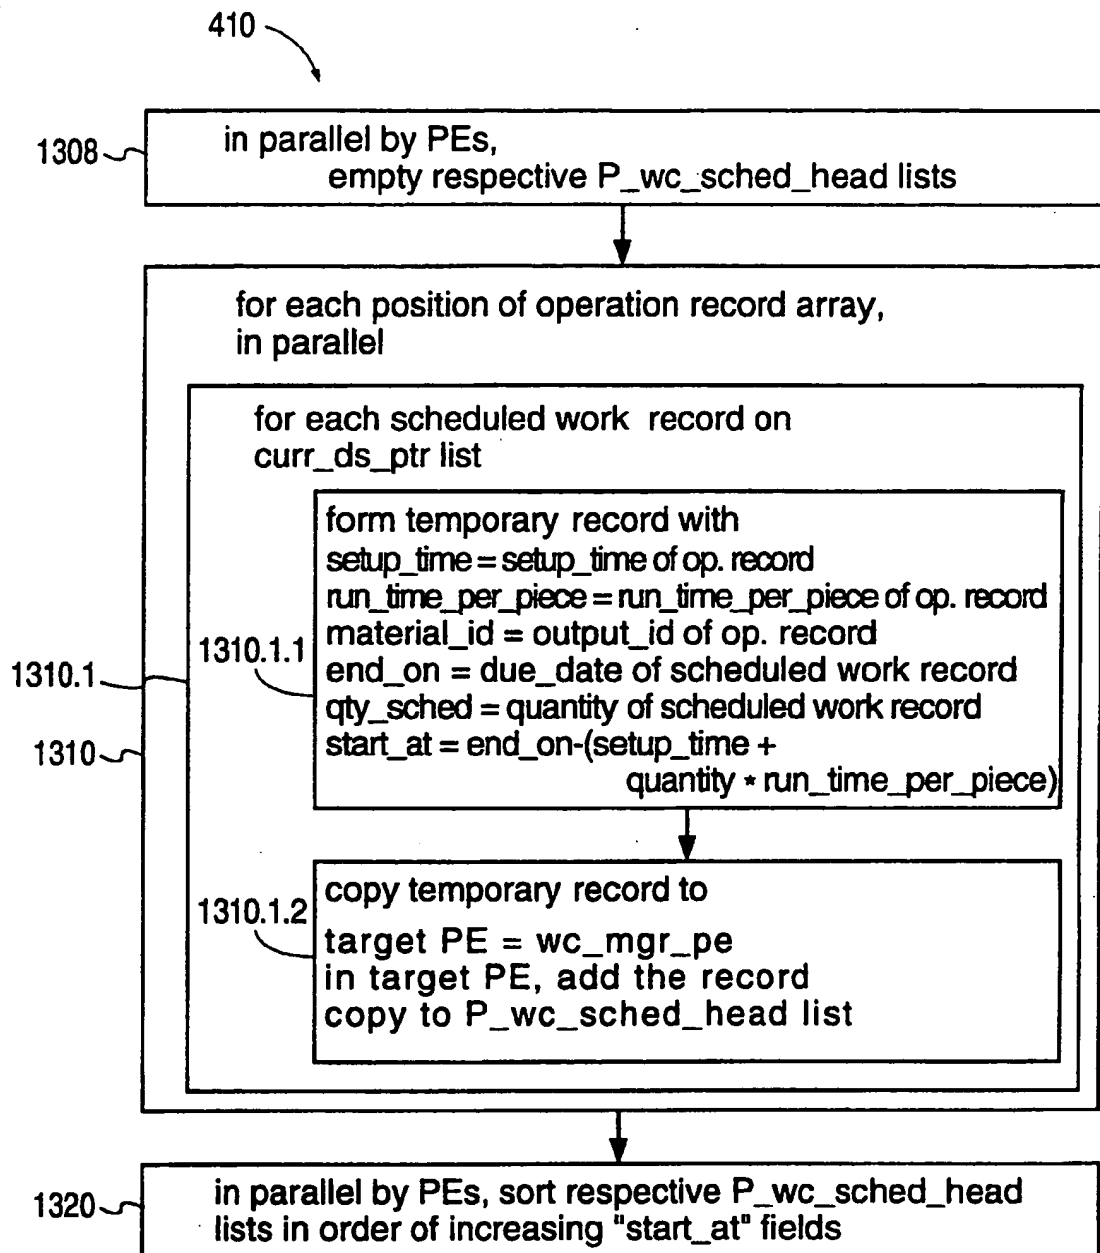 410
1308
in parallel by PEs,
empty respective P_wc_sched_head lists
for each position of operation record array,
in parallel
for each scheduled work record on
curr_ds_ptr list
form temporary record with
setup_time = setup_time of op. record
run_time_per_piece = run_time_per_piece of op. record
1310.1.1
material_id = output_id of op. record
1310.1
end_on = due_date of scheduled work record
qty_sched = quantity of scheduled work record
1310
start_at = end_on-(setup_time +
quantity * run_time_per_piece)
1310.1.2
copy temporary record to
target PE = wc_mgr_pe
in target PE, add the record
copy to P_wc_sched_head list
1320
in parallel by PEs, sort respective P_wc_sched_head
lists in order of increasing "start_at" fields